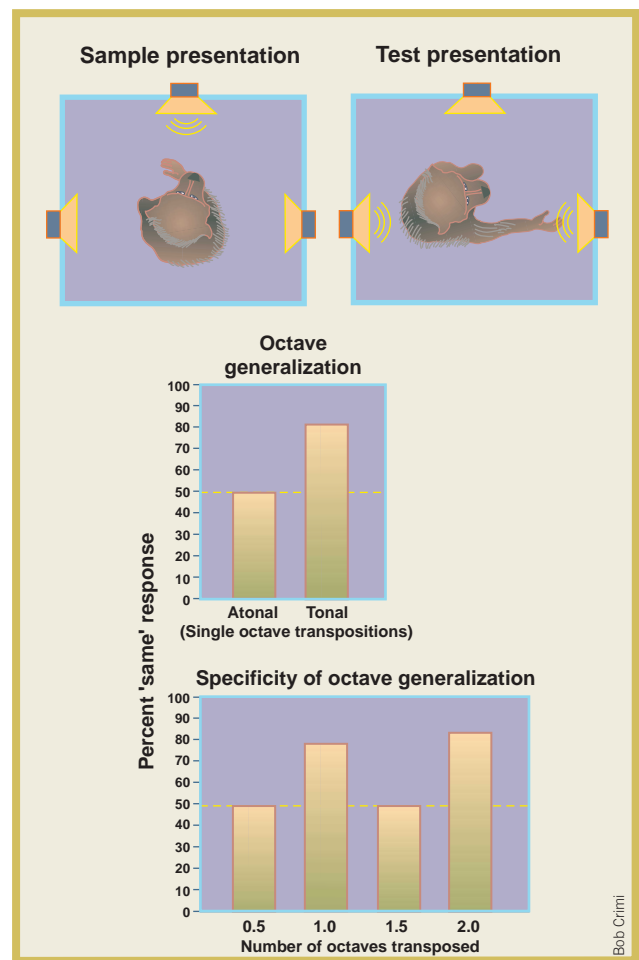 Sample presentation
Test presentation
Octave
generalization
100
90
80
70
60
50
40
30
20
10
0
Atonal Tonal
(Single octave transpositions)
Percent 'same' response
Specificity of octave generalization
100
90
80
70
60
50
40
30
20
10
0
0.5 1.0 1.5 2.0
Number of octaves transposed
Bob Crimi